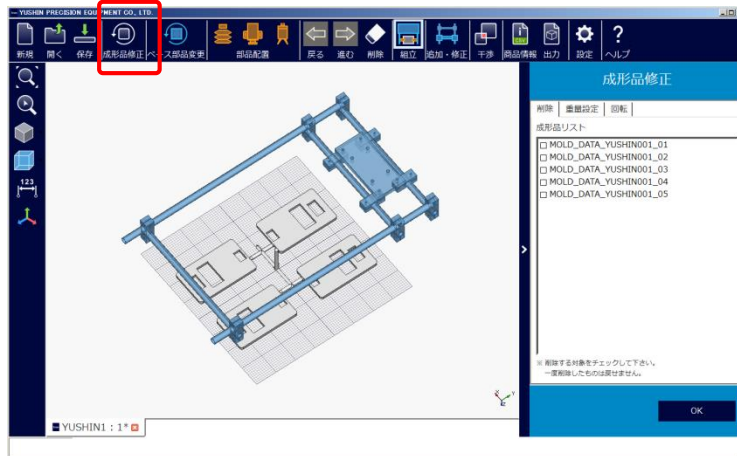 YUSHIN PRECISION EQUIPMENT CO., LTD.
新規 開く 保存 成形品修正 ベース部品変更 部品配置 戻る 進む 削除 組立 追加・修正 干渉 商品情報 出力 設定 ヘルプ
成形品修正
削除 重量設定 回転
成形品リスト
MOLD_DATA_YUSHIN001_01
MOLD_DATA_YUSHIN001_02
MOLD_DATA_YUSHIN001_03
MOLD_DATA_YUSHIN001_04
MOLD_DATA_YUSHIN001_05
123
※ 削除する対象をチェックして下さい。
一度削除したものは戻せません。
OK
YUSHIN1 : 1*